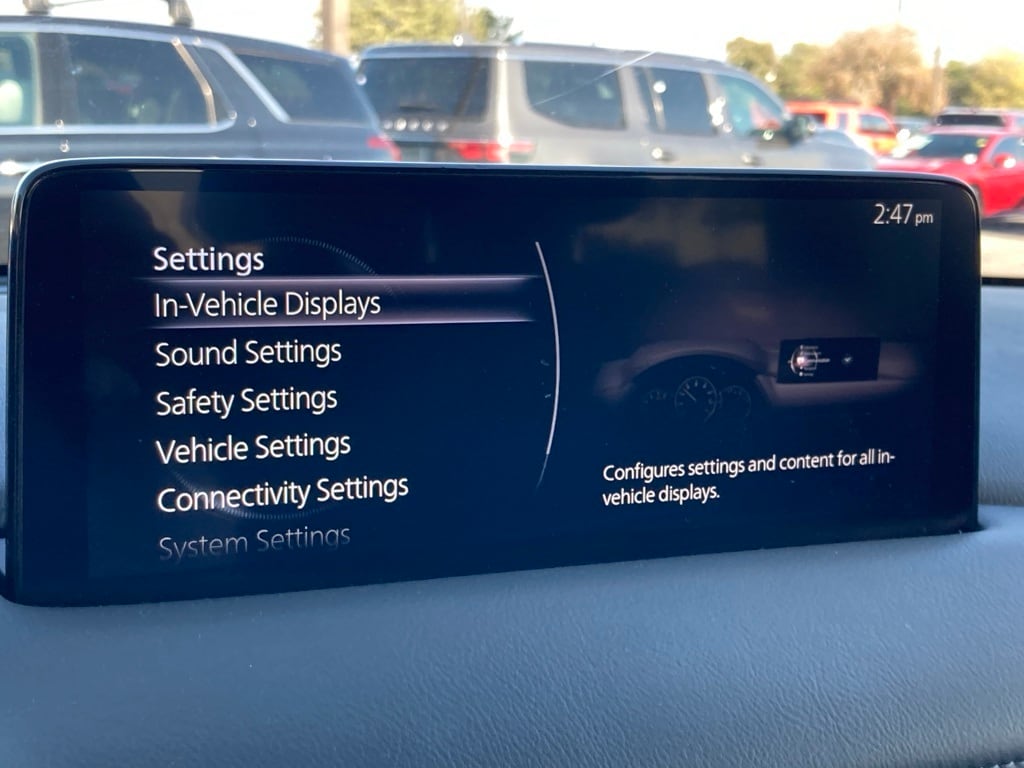 2:47 pm
Settings
In-Vehicle Displays
Sound Settings
Safety Settings
Vehicle Settings
Connectivity Settings
System Settings
Configures settings and content for all in-
vehicle displays.